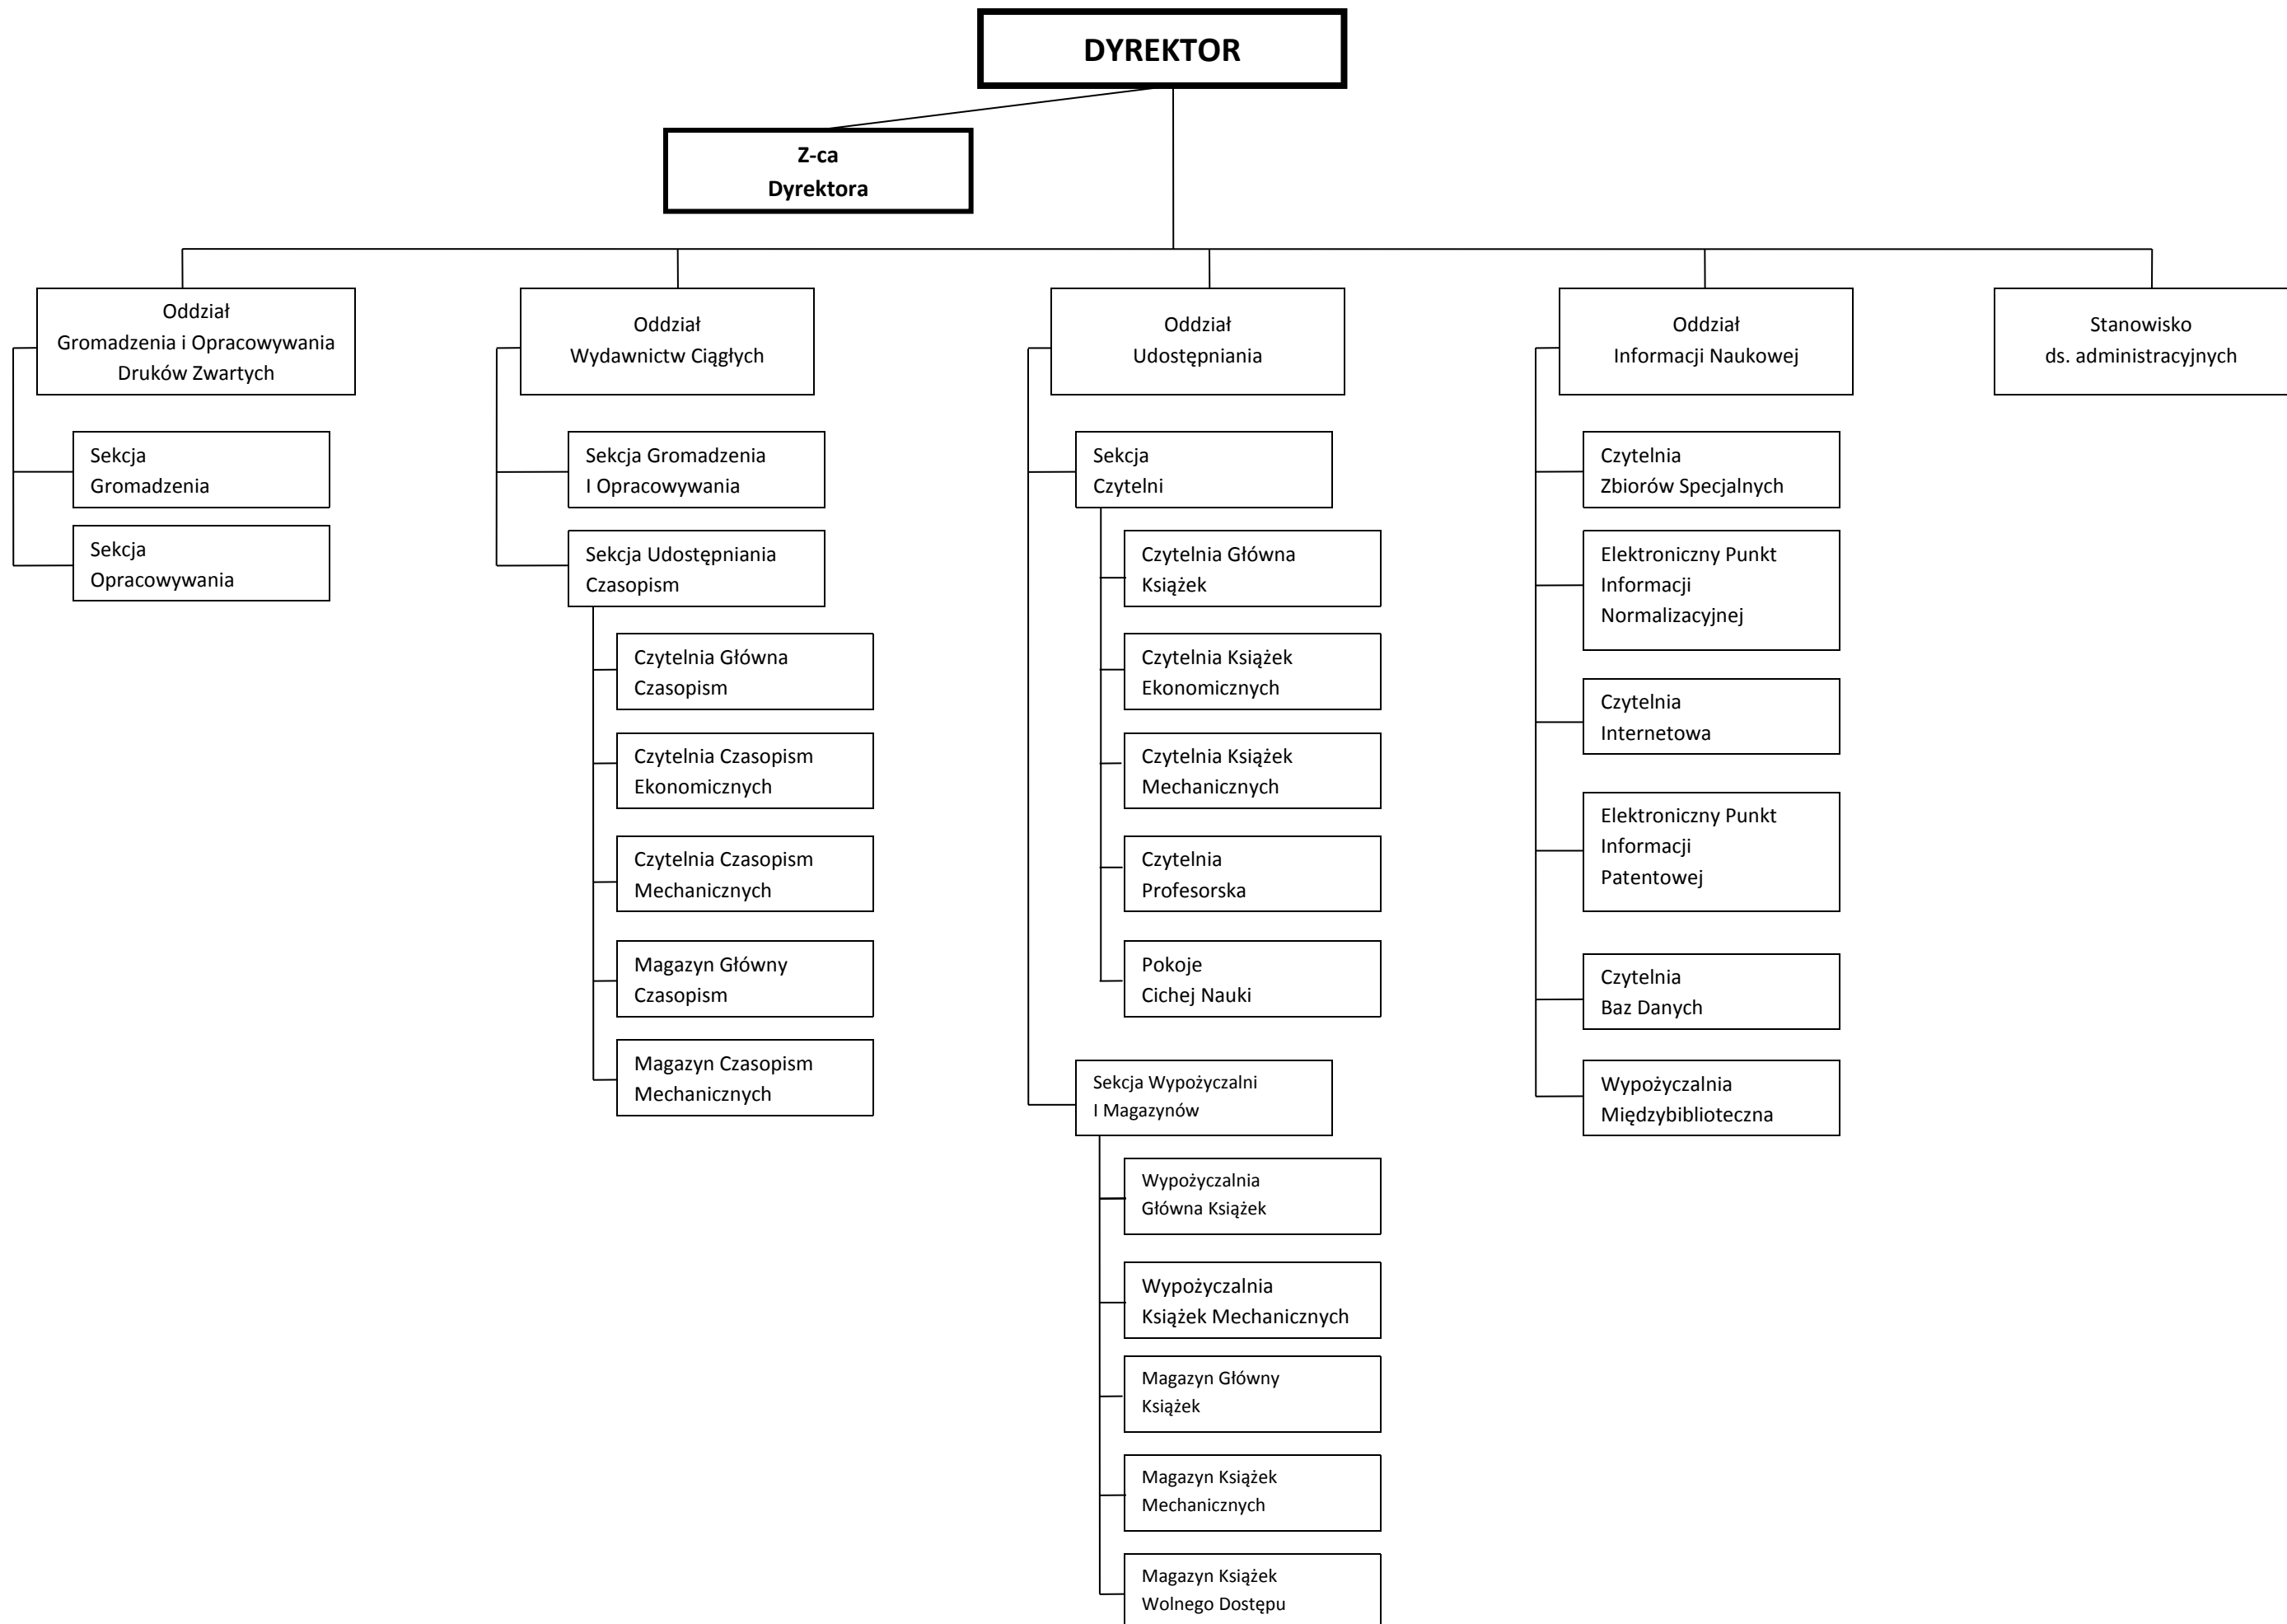 DYREKTOR
Z-ca
Dyrektora
Oddział
Gromadzenia i Opracowywania
Druków Zwartych
Sekcja
Gromadzenia
Sekcja
Opracowywania
Oddział
Wydawnictw Ciągłych
Sekcja Gromadzenia
I Opracowywania
Sekcja Udostępniania
Czasopism
Czytelnia Główna
Czasopism
Czytelnia Czasopism
Ekonomicznych
Czytelnia Czasopism
Mechanicznych
Magazyn Główny
Czasopism
Magazyn Czasopism
Mechanicznych
Oddział
Udostępniania
Sekcja
Czytelni
Czytelnia Główna
Książek
Czytelnia Książek
Ekonomicznych
Czytelnia Książek
Mechanicznych
Czytelnia
Profesorska
Pokoje
Cichej Nauki
Sekcja Wypożyczalni
I Magazynów
Wypożyczalnia
Główna Książek
Wypożyczalnia
Książek Mechanicznych
Magazyn Główny
Książek
Magazyn Książek
Mechanicznych
Magazyn Książek
Wolnego Dostępu
Oddział
Informacji Naukowej
Czytelnia
Zbiorów Specjalnych
Elektroniczny Punkt
Informacji
Normalizacyjnej
Czytelnia
Internetowa
Elektroniczny Punkt
Informacji
Patentowej
Czytelnia
Baz Danych
Wypożyczalnia
Międzybiblioteczna
Stanowisko
ds. administracyjnych